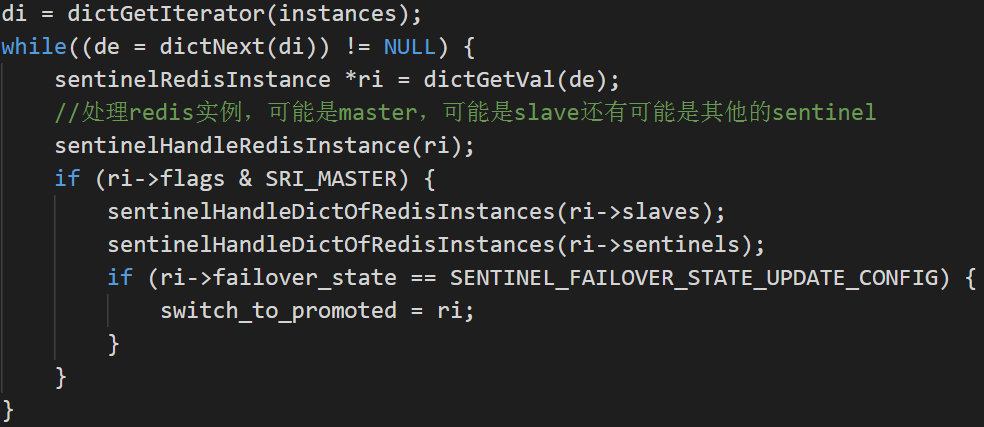 di = dictGetIterator(instances);
while((de = dictNext(di)) != NULL) {
    sentinelRedisInstance *ri = dictGetVal(de);
    //处理redis实例，可能是master，可能是slave还有可能是其他的sentinel
    sentinelHandleRedisInstance(ri);
    if (ri->flags & SRI_MASTER) {
        sentinelHandleDictOfRedisInstances(ri->slaves);
        sentinelHandleDictOfRedisInstances(ri->sentinels);
        if (ri->failover_state == SENTINEL_FAILOVER_STATE_UPDATE_CONFIG) {
            switch_to_promoted = ri;
        }
    }
}